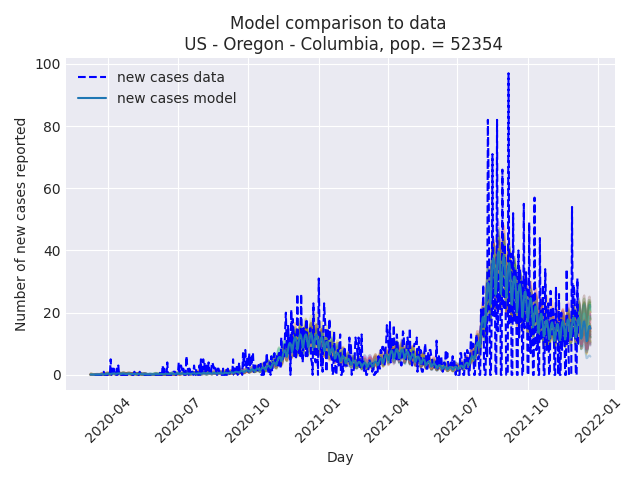 Model comparison to data
US - Oregon - Columbia, pop. = 52354
new cases data
new cases model
Number of new cases reported
100
80
60
40
20
0
2020-04
2020-07
2020-10
2021-01
2021-04
2021-07
2021-10
2022-01
Day